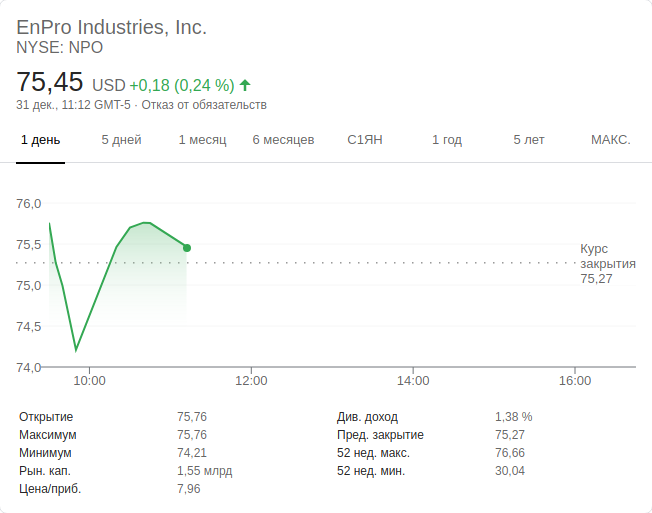 EnPro Industries, Inc.
NYSE: NPO
75,45 USD +0,18 (0,24 %)
31 дек., 11:12 GMT-5 · Отказ от обязательств
1 день 5 дней 1 месяц 6 месяцев С1ЯН 1 год 5 лет МАКС.
76,0
75,5
Курс
закрытия
75,27
75,0
74,5
74,0
10:00 12:00 14:00 16:00
Открытие 75,76 Див. доход 1,38 %
Максимум 75,76 Пред. закрытие 75,27
Минимум 74,21 52 нед. макс. 76,66
Рын. кап. 1,55 млрд 52 нед. мин. 30,04
Цена/приб. 7,96